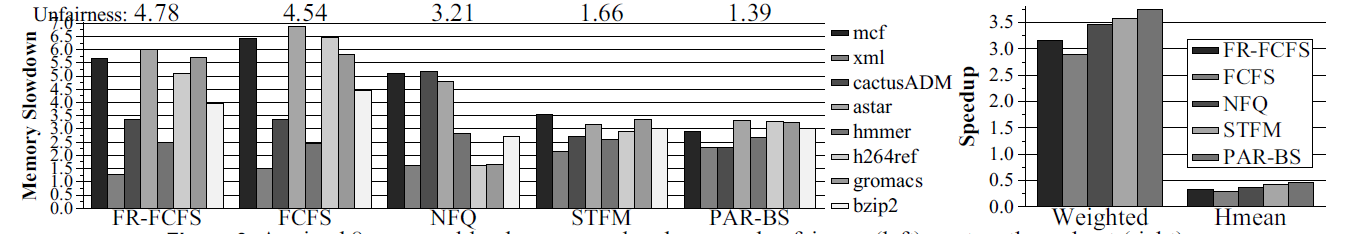 Unfairness: 4.78 4.54 3.21 1.66 1.39
Memory Slowdown
7.0
6.5
6.0
5.5
5.0
4.5
4.0
3.5
3.0
2.5
2.0
1.5
1.0
0.5
0.0
FR-FCFS FCFS NFQ STFM PAR-BS
mcf
xml
cactusADM
astar
hmmer
h264ref
gromacs
bzip2
Speedup
3.5
3.0
2.5
2.0
1.5
1.0
0.5
0.0
FR-FCFS
FCFS
NFQ
STFM
PAR-BS
Weighted Hmean
(left) (right)